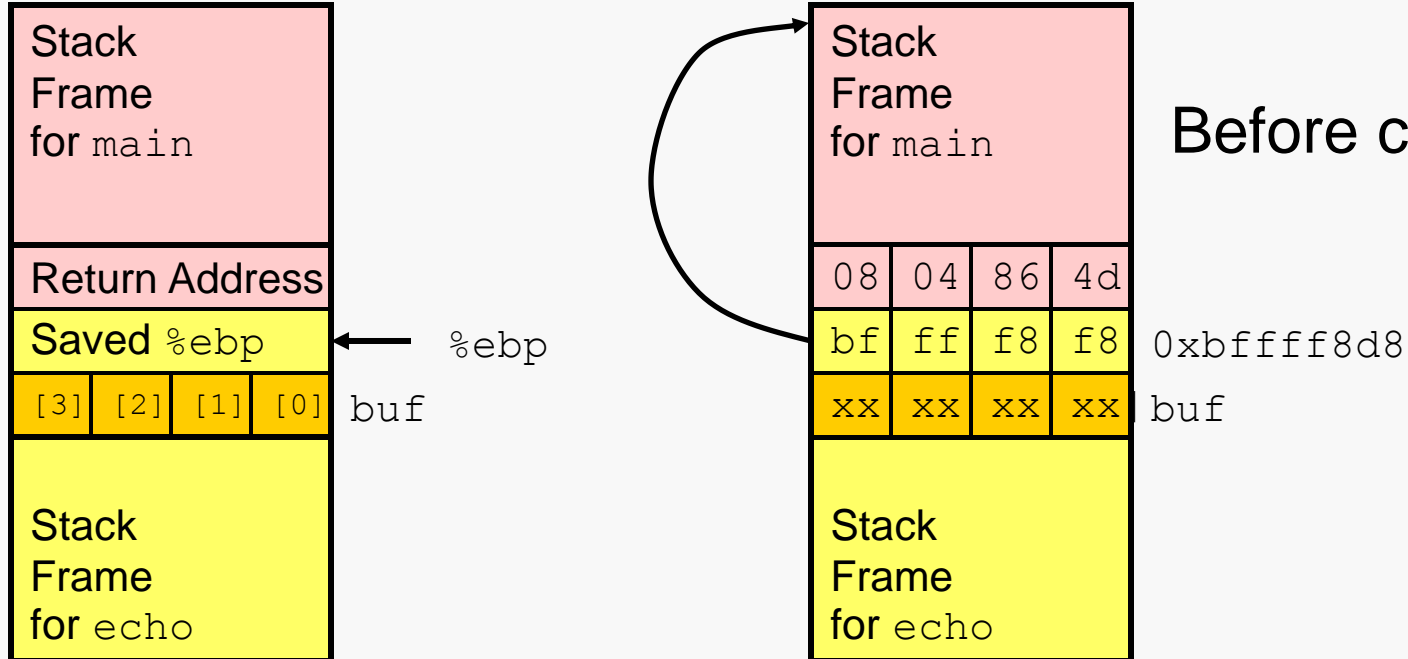 Stack
Frame
for main
Return Address
Saved %ebp
%ebp
[3] [2] [1] [0]
buf
Stack
Frame
for echo
Stack
Frame
for main
Before c
08 04 86 4d
bf ff f8 f8
0xbffff8d8
xx xx xx xx
buf
Stack
Frame
for echo